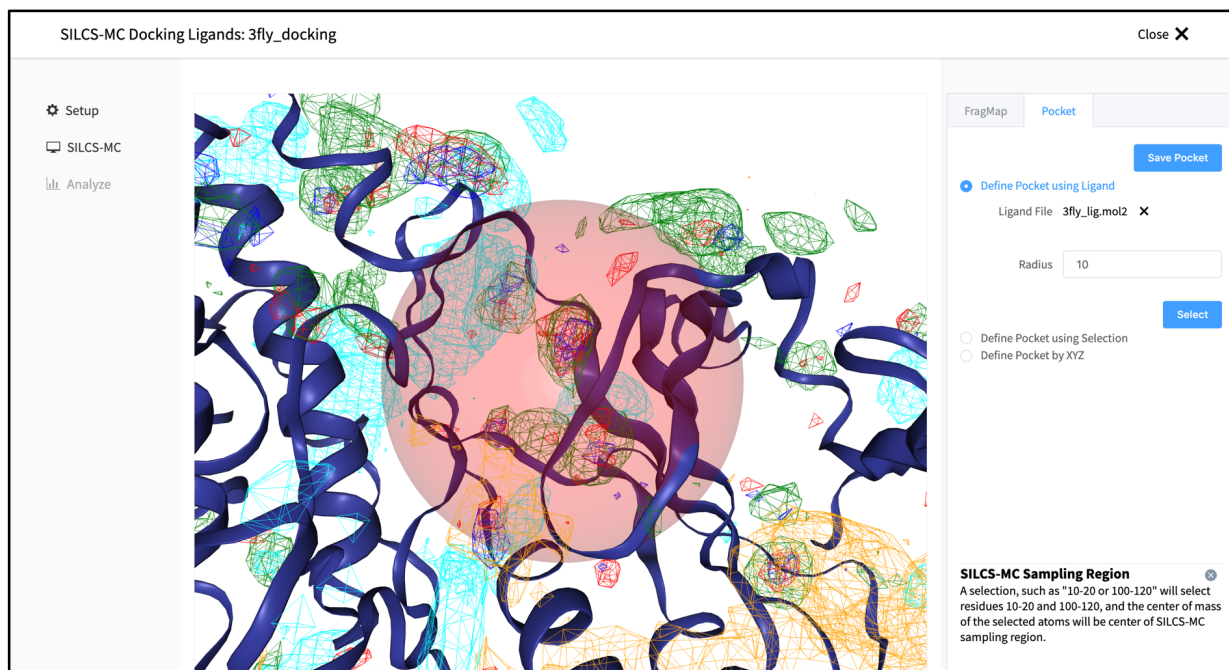 SILCS-MC Docking Ligands: 3fly_docking
Close
Setup
SILCS-MC
Analyze
FragMap
Pocket
Save Pocket
Define Pocket using Ligand
Ligand File 3fly_lig.mol2
Radius 10
Select
Define Pocket using Selection
Define Pocket by XYZ
SILCS-MC Sampling Region
A selection, such as "10-20 or 100-120" will select
residues 10-20 and 100-120, and the center of mass
of the selected atoms will be center of SILCS-MC
sampling region.